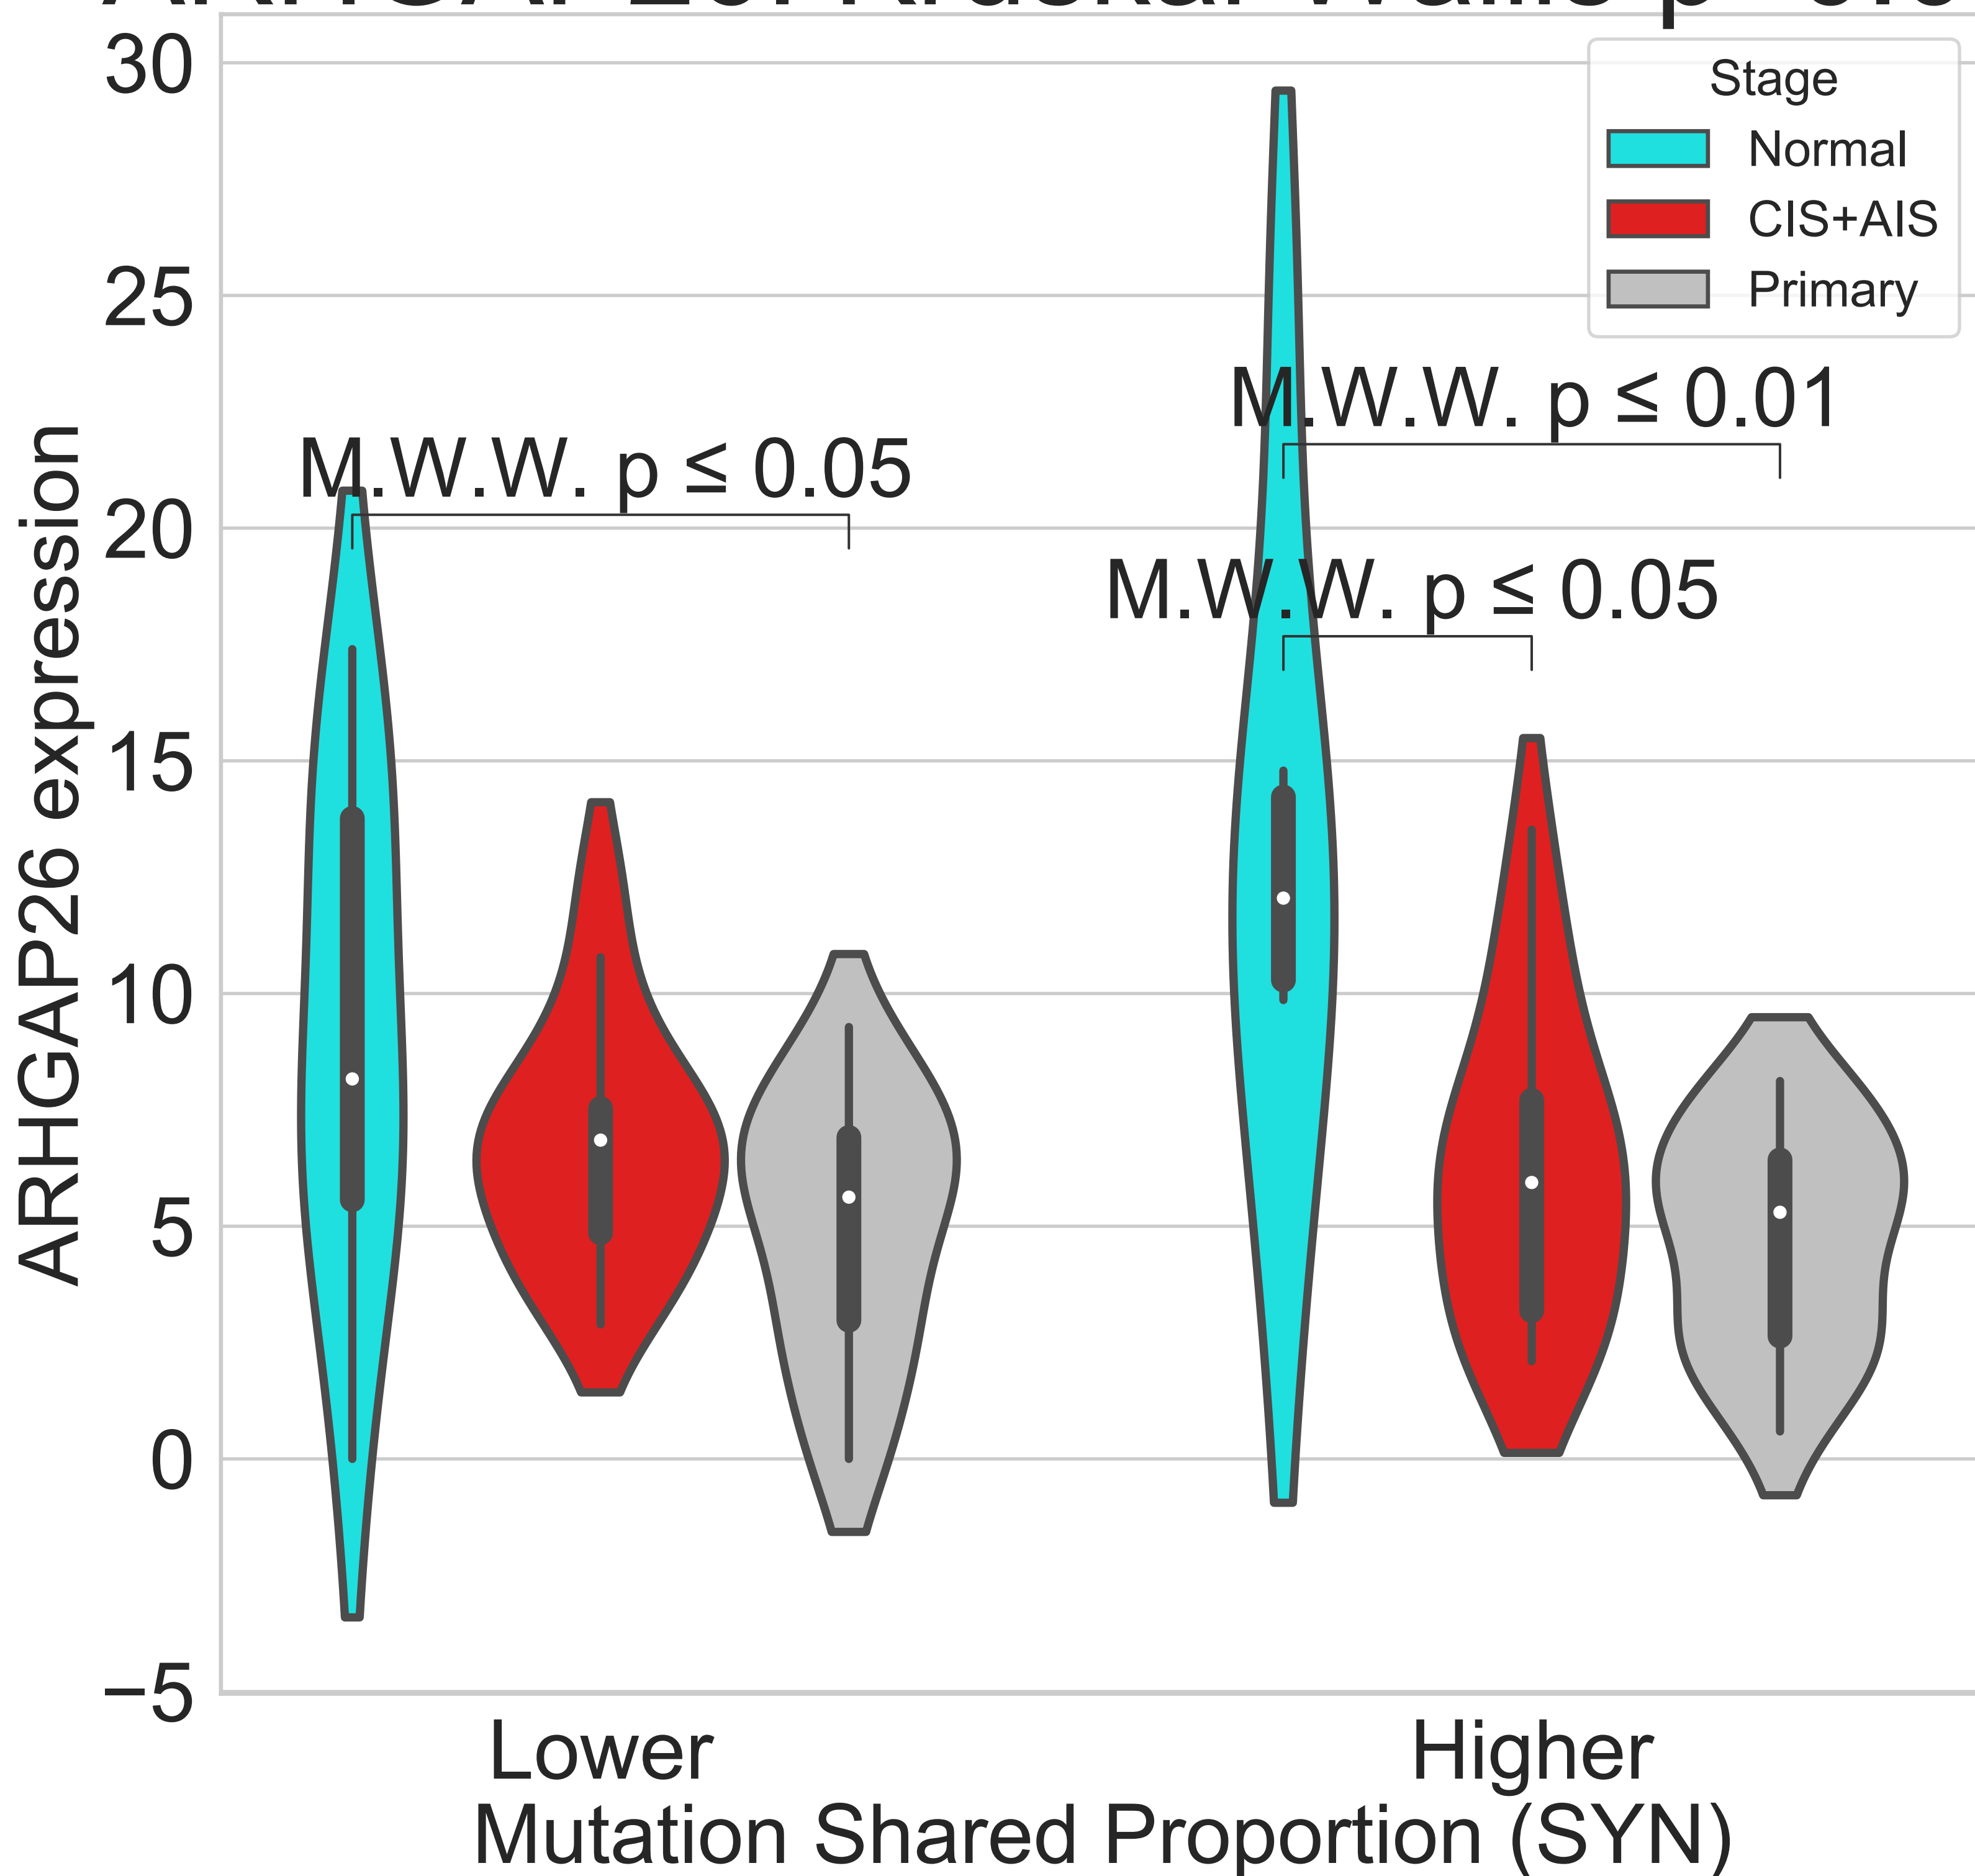 30
25
20
15
10
5
0
−5
ARHGAP26 expression
Stage
Normal
CIS+AIS
Primary
M.W.W. p ≤ 0.01
M.W.W. p ≤ 0.05
M.W.W. p ≤ 0.05
Lower
Higher
Mutation Shared Proportion (SYN)